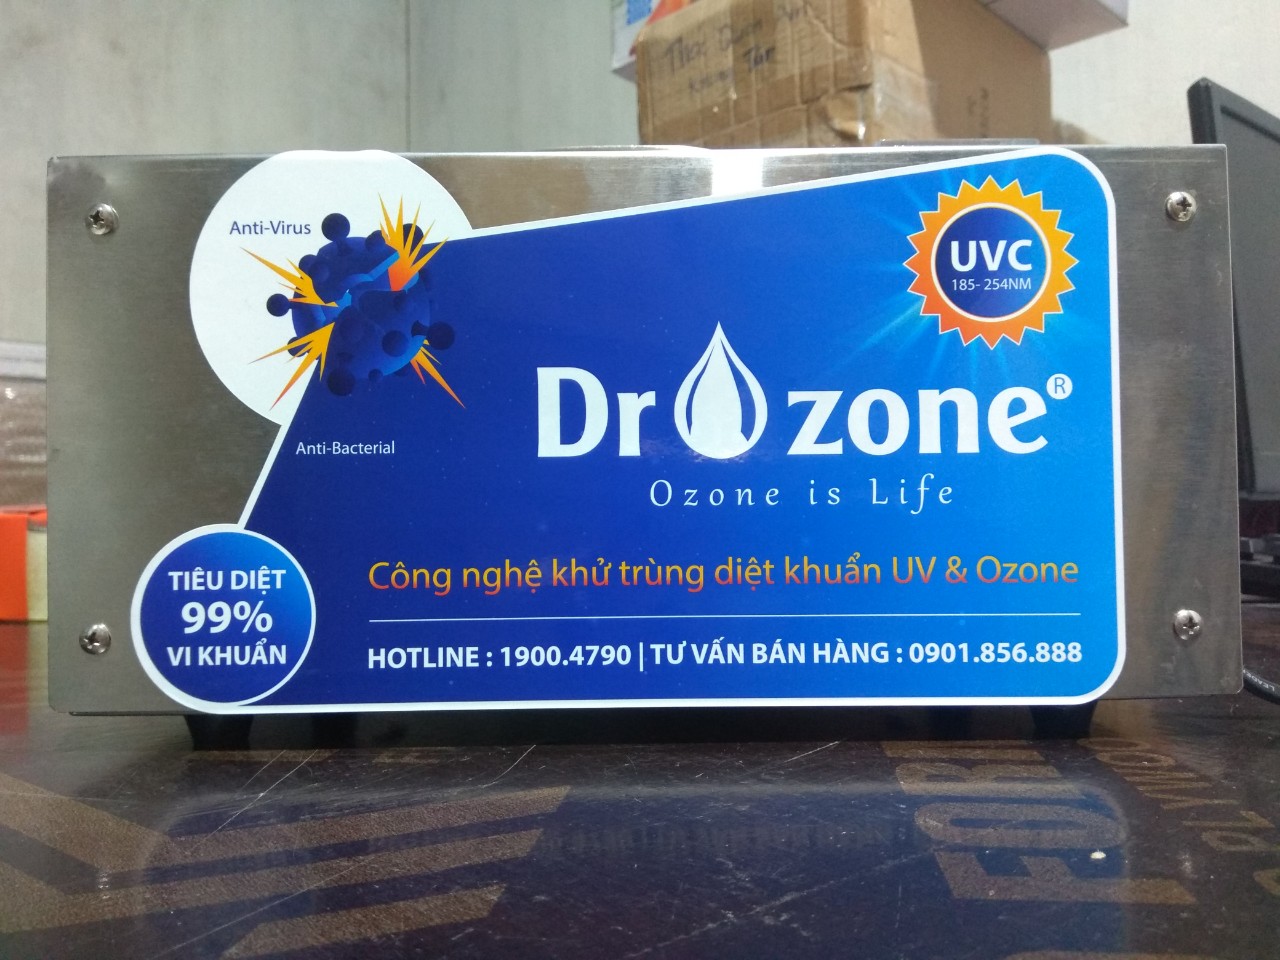 Anti-Virus
UVC
185- 254NM
Dr Ozone®
Ozone is Life
Anti-Bacterial
Công nghệ khử trùng diệt khuẩn UV & Ozone
TIÊU DIỆT
99%
VI KHUẨN
HOTLINE : 1900.4790 | TƯ VẤN BÁN HÀNG : 0901.856.888